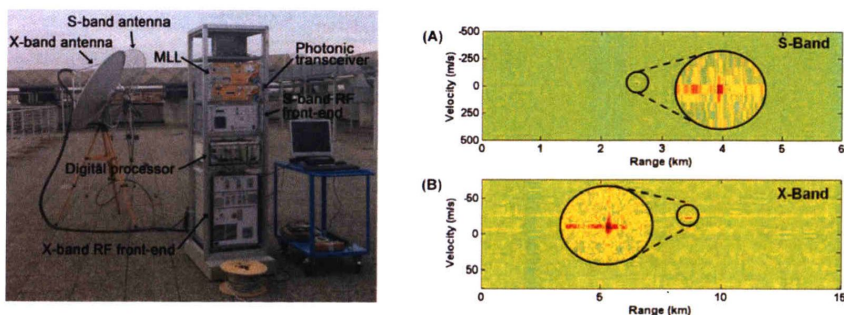 S-band antenna
X-band antenna
MLL
Photonic
transceiver
S-band RF
front-end
Digital processor
X-band RF front-end
(A)
S-Band
Velocity (m/s)
-500
-250
0
250
500
0 1 2 3 4 5 6
Range (km)
(B)
X-Band
Velocity (m/s)
-50
0
50
0 5 10 15
Range (km)